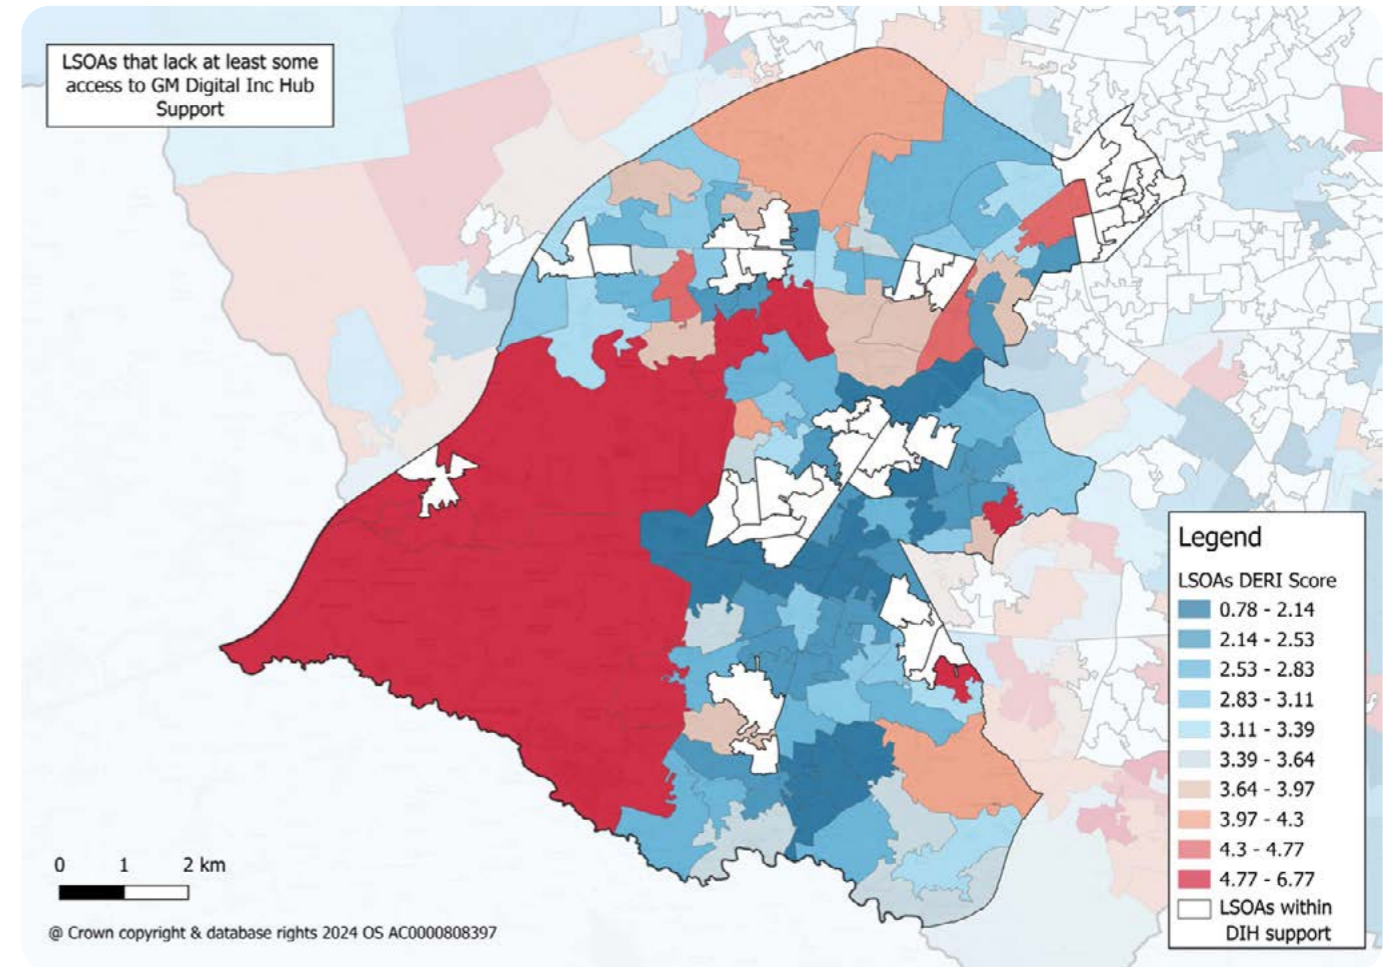 LSOAs that lack at least some
access to GM Digital Inc Hub
Support
Legend
LSOAs DERI Score
0.78 - 2.14
2.14 - 2.53
2.53 - 2.83
2.83 - 3.11
3.11 - 3.39
3.39 - 3.64
3.64 - 3.97
3.97 - 4.3
4.3 - 4.77
4.77 - 6.77
LSOAs within
DIH support
0 1 2 km
@ Crown copyright & database rights 2024 OS AC0000808397